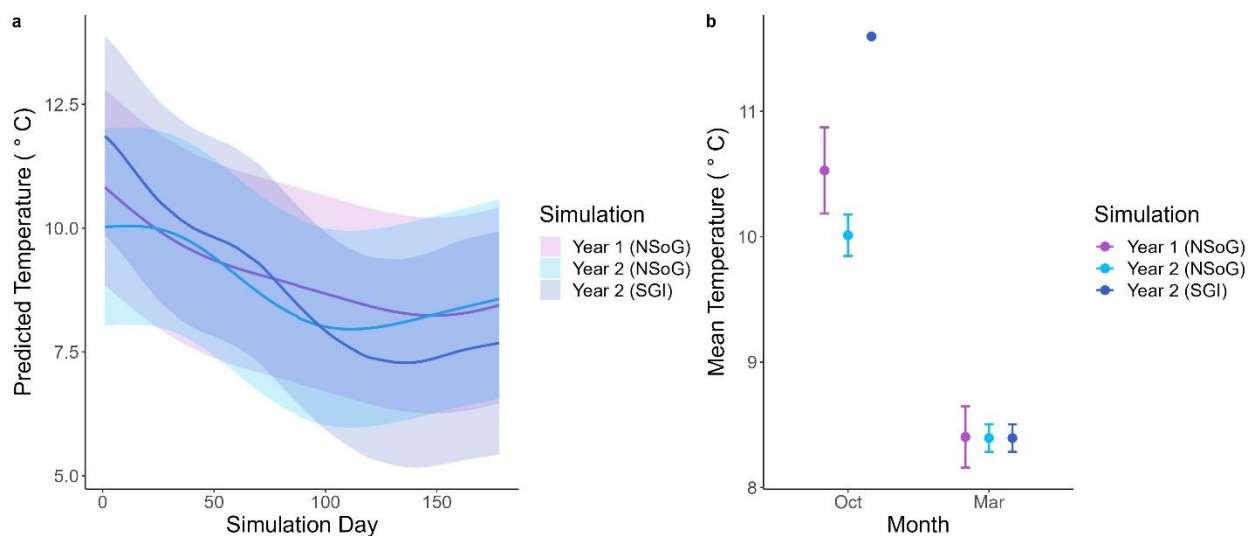 a
Predicted Temperature ( ° C)
12.5
10.0
7.5
5.0
0
50
100
150
Simulation Day
Simulation
Year 1 (NSoG)
Year 2 (NSoG)
Year 2 (SGI)
b
Mean Temperature ( ° C)
11
10
9
8
Oct
Mar
Month
Simulation
Year 1 (NSoG)
Year 2 (NSoG)
Year 2 (SGI)